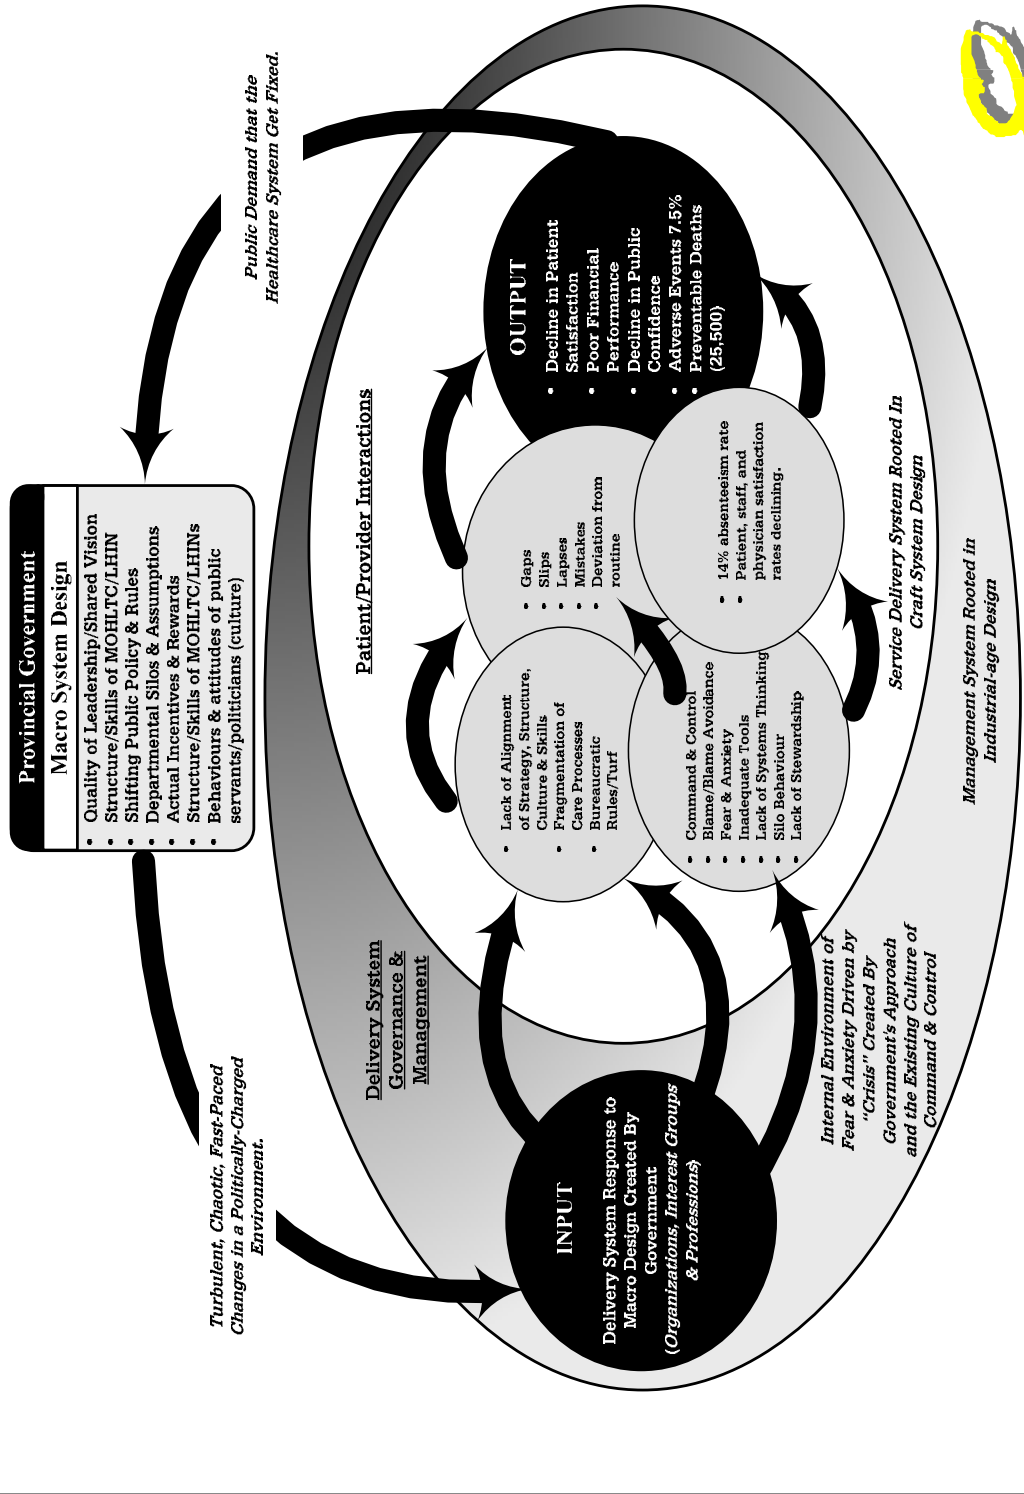 Provincial Government
Macro System Design
• Quality of Leadership/Shared Vision
• Structure/Skills of MOHLTC/LHIN
• Shifting Public Policy & Rules
• Departmental Silos & Assumptions
• Actual Incentives & Rewards
• Structure/Skills of MOHLTC/LHINs
• Behaviours & attitudes of public
servants/politicians (culture)
Turbulent, Chaotic, Fast-Paced
Changes in a Politically-Charged
Environment.
Public Demand that the
Healthcare System Get Fixed.
Delivery System
Governance &
Management
Patient/Provider Interactions
INPUT
Delivery System Response to
Macro Design Created By
Government
(Organizations, Interest Groups
& Professions)
• Lack of Alignment
of Strategy, Structure,
Culture & Skills
• Fragmentation of
Care Processes
• Bureaucratic
Rules/Turf
• Command & Control
• Blame/Blame Avoidance
• Fear & Anxiety
• Inadequate Tools
• Lack of Systems Thinking
• Silo Behaviour
• Lack of Stewardship
• Gaps
• Slips
• Lapses
• Mistakes
• Deviation from
routine
• 14% absenteeism rate
• Patient, staff, and
physician satisfaction
rates declining.
OUTPUT
• Decline in Patient
Satisfaction
• Poor Financial
Performance
• Decline in Public
Confidence
• Adverse Events 7.5%
• Preventable Deaths
(25,500)
Internal Environment of
Fear & Anxiety Driven by
"Crisis" Created By
Government's Approach
and the Existing Culture of
Command & Control
Service Delivery System Rooted In
Craft System Design
Management System Rooted in
Industrial-age Design